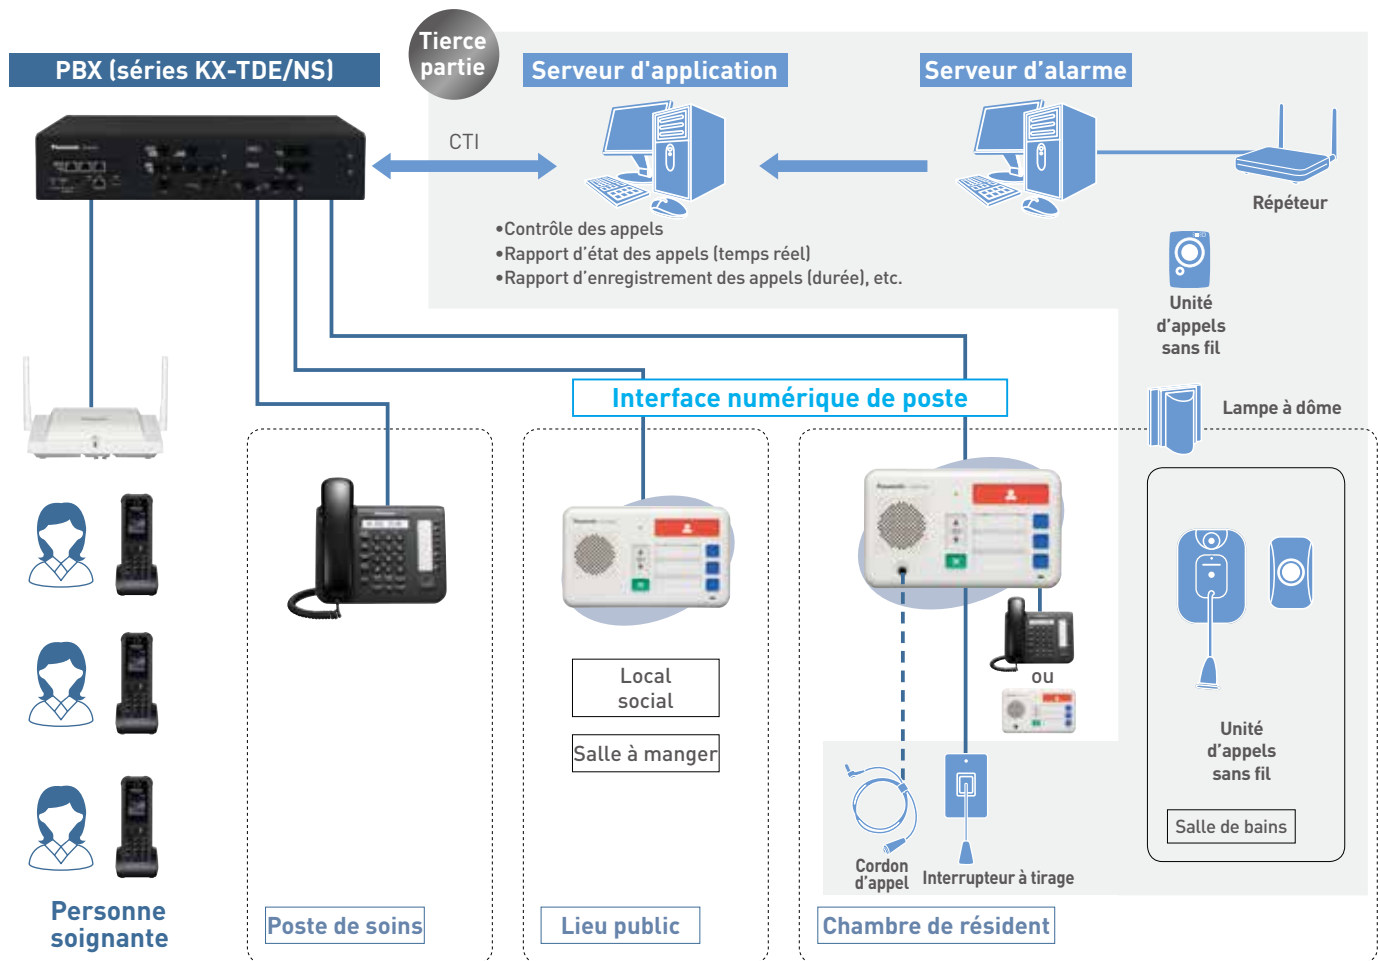 Tierce
partie
PBX (séries KX-TDE/NS)
Serveur d'application
Serveur d’alarme
CTI
Répéteur
•Contrôle des appels
•Rapport d’état des appels (temps réel)
•Rapport d’enregistrement des appels (durée), etc.
Unité
d’appels
sans fil
Interface numérique de poste
Lampe à dôme
Panasonic
Panasonic
ou
Local
social
Salle à manger
Unité
d’appels
sans fil
Salle de bains
Cordon
d’appel
Interrupteur à tirage
Personne
soignante
Poste de soins
Lieu public
Chambre de résident